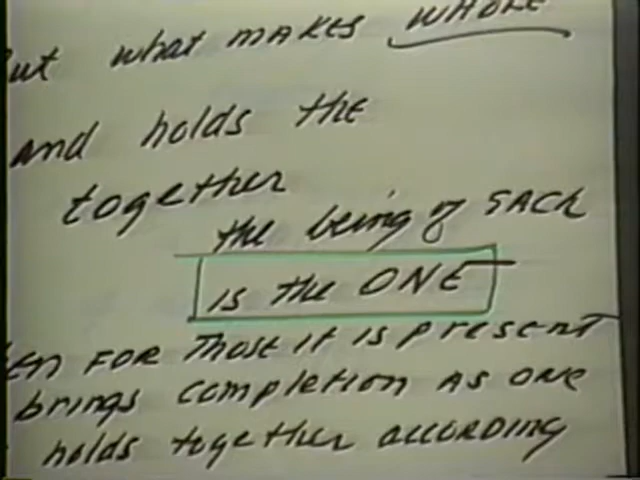 But what makes WHOLE
and holds the
together
the being of EACH
is the ONE
en FOR THOSE it is present
brings completion AS ONE
holds together according